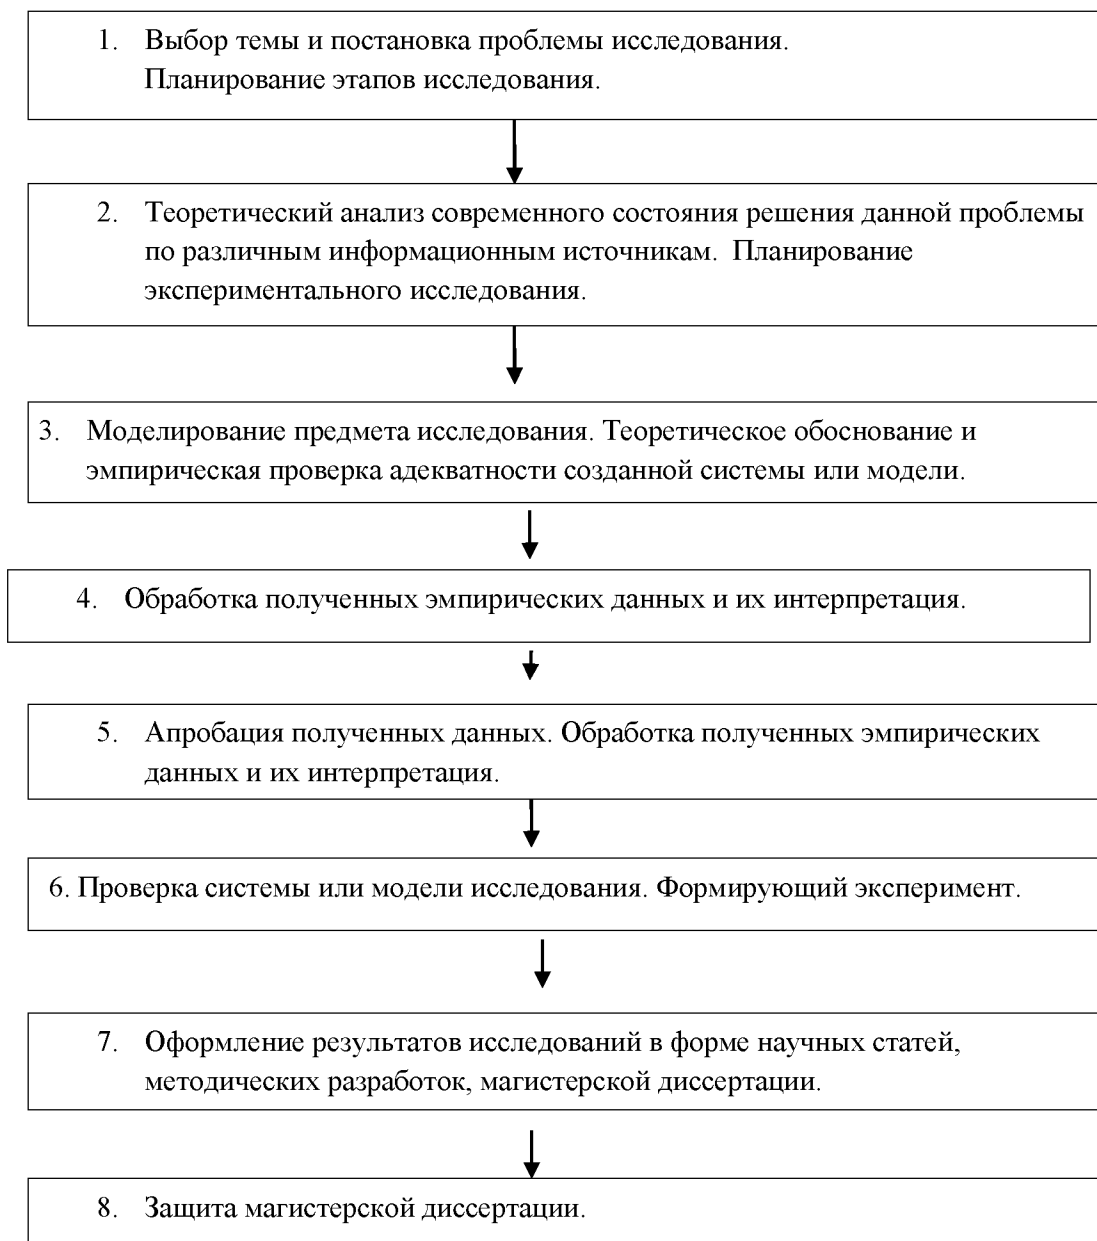 1. Выбор темы и постановка проблемы исследования.
Планирование этапов исследования.
2. Теоретический анализ современного состояния решения данной проблемы
по различным информационным источникам. Планирование
экспериментального исследования.
3. Моделирование предмета исследования. Теоретическое обоснование и
эмпирическая проверка адекватности созданной системы или модели.
4. Обработка полученных эмпирических данных и их интерпретация.
5. Апробация полученных данных. Обработка полученных эмпирических
данных и их интерпретация.
6. Проверка системы или модели исследования. Формирующий эксперимент.
7. Оформление результатов исследований в форме научных статей,
методических разработок, магистерской диссертации.
8. Защита магистерской диссертации.